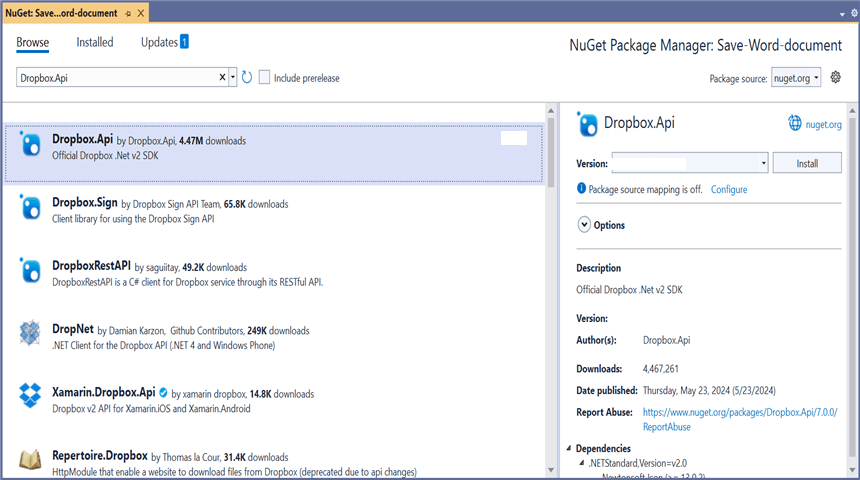 NuGet: Save...ord-document
Browse Installed Updates 1
NuGet Package Manager: Save-Word-document
Dropbox.Api
Include prerelease
Package source: nuget.org
Dropbox.Api by Dropbox.Api, 4.47M downloads
Official Dropbox .Net v2 SDK
Dropbox.Sign by Dropbox Sign API Team, 65.8K downloads
Client library for using the Dropbox Sign API
DropboxRestAPI by saguiitay, 49.2K downloads
DropboxRestAPI is a C# client for Dropbox service through its RESTful API.
DropNet by Damian Karzon, Github Contributors, 249K downloads
.NET Client for the Dropbox API (.NET 4 and Windows Phone)
Xamarin.Dropbox.Api by xamarin dropbox, 14.8K downloads
Dropbox v2 API for Xamarin.iOS and Xamarin.Android
Repertoire.Dropbox by Thomas la Cour, 31.4K downloads
HttpModule that enable a website to download files from Dropbox (deprecated due to api changes)
Dropbox.Api
nuget.org
Version:
Install
Package source mapping is off. Configure
Options
Description
Official Dropbox .Net v2 SDK
Version:
Author(s): Dropbox.Api
Downloads: 4,467,261
Date published: Thursday, May 23, 2024 (5/23/2024)
Report Abuse: https://www.nuget.org/packages/Dropbox.Api/7.0.0/
ReportAbuse
Dependencies
.NETStandard,Version=v2.0
Newtonsoft.Json (>= 13.0.2)